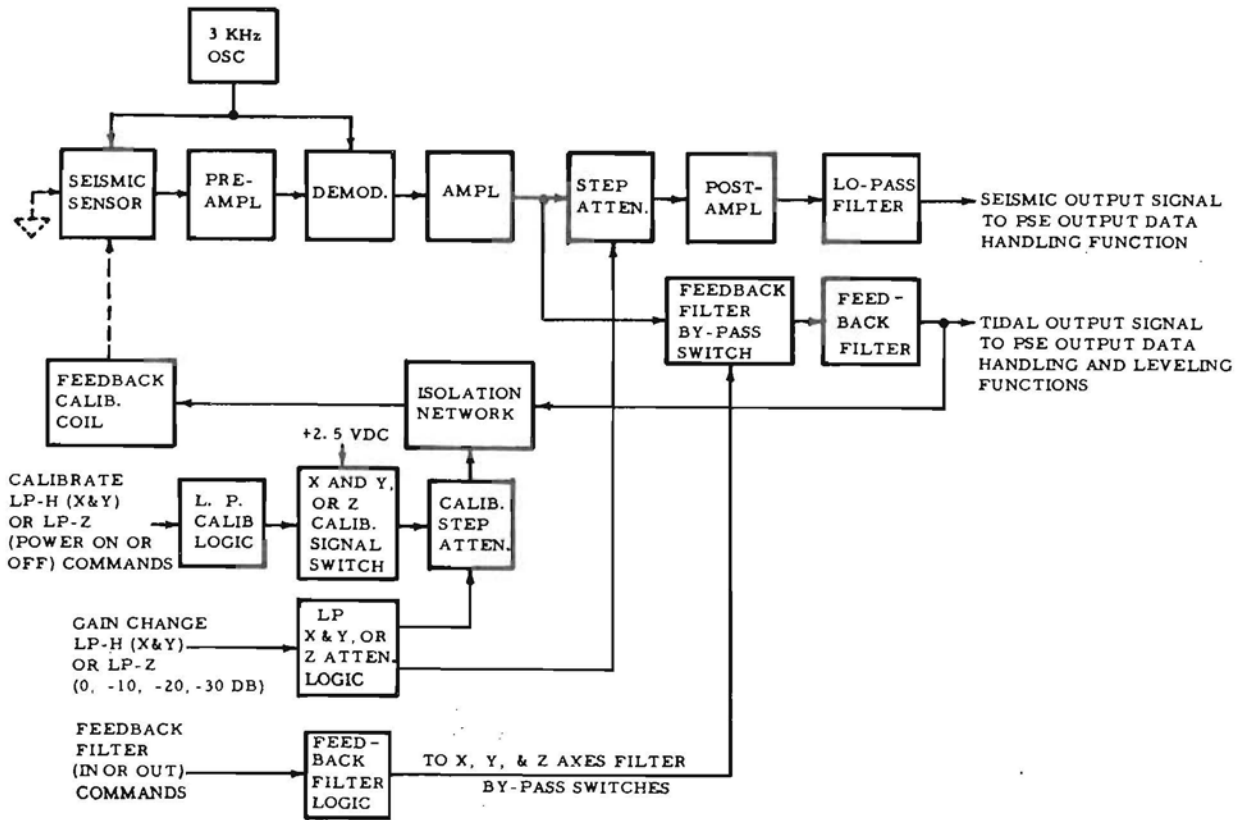 3 KHz
OSC
SEISMIC
SENSOR
PRE-
AMPL
DEMOD.
AMPL
STEP
ATTEN.
POST-
AMPL
LO-PASS
FILTER
SEISMIC OUTPUT SIGNAL
TO PSE OUTPUT DATA
HANDLING FUNCTION
FEEDBACK
FILTER
BY-PASS
SWITCH
FEED-
BACK
FILTER
TIDAL OUTPUT SIGNAL
TO PSE OUTPUT DATA
HANDLING AND LEVELING
FUNCTIONS
FEEDBACK
CALIB.
COIL
ISOLATION
NETWORK
+2.5 VDC
CALIBRATE
LP-H (X&Y)
OR LP-Z
(POWER ON OR
OFF) COMMANDS
L. P.
CALIB
LOGIC
X AND Y,
OR Z
CALIB.
SIGNAL
SWITCH
CALIB.
STEP
ATTEN.
GAIN CHANGE
LP-H (X&Y)
OR LP-Z
(0, -10, -20, -30 DB)
LP
X & Y, OR
Z ATTEN.
LOGIC
FEEDBACK
FILTER
(IN OR OUT)
COMMANDS
FEED-
BACK
FILTER
LOGIC
TO X, Y, & Z AXES FILTER
BY-PASS SWITCHES